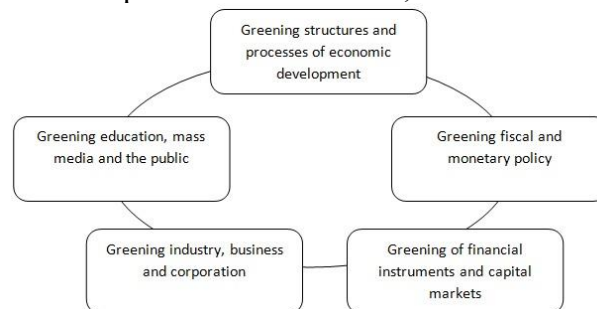 Greening structures and
processes of economic
development
Greening education, mass
media and the public
Greening fiscal and
monetary policy
Greening industry, business
and corporation
Greening of financial
instruments and capital
markets